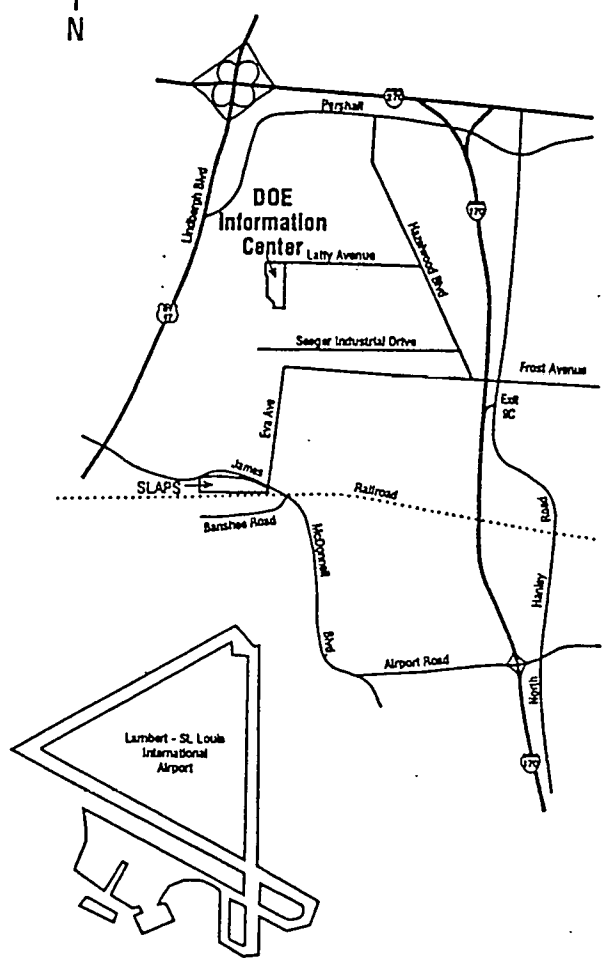 N
270
Pershall
Lindbergh Blvd
DOE
Information
Center
170
Hazelwood Blvd
Latty Avenue
Seeger Industrial Drive
Frost Avenue
Exit
9C
Eva Ave
James
SLAPS
Railroad
Banshee Road
McDonnell
Road
Hanley
Blvd.
Airport Road
North
Lambert - St. Louis
International
Airport
170